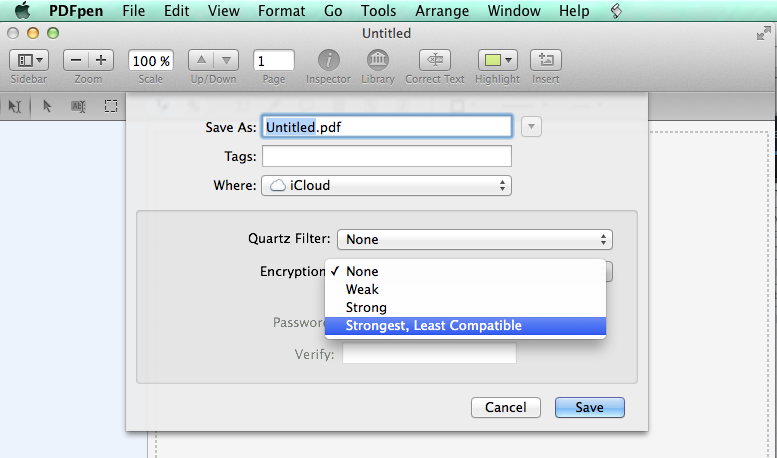 PDFpen File Edit View Format Go Tools Arrange Window Help
Untitled
100 % 1
Sidebar Zoom Scale Up/Down Page Inspector Library Correct Text Highlight Insert
Save As: Untitled.pdf
Tags:
Where: iCloud
Quartz Filter: None
Encryption ✓ None
Weak
Strong
Password Strongest, Least Compatible
Verify:
Cancel Save